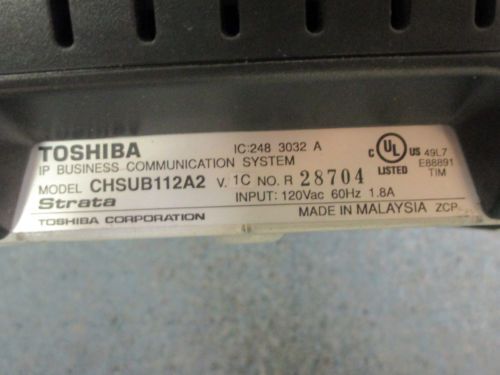 TOSHIBA IC:248 3032 A
IP BUSINESS COMMUNICATION SYSTEM
MODEL CHSUB112A2 V. 1C NO. R 28704
Strata INPUT: 120Vac 60Hz 1.8A
TOSHIBA CORPORATION MADE IN MALAYSIA ZCP
C UL US 49L7
E88891
LISTED TIM